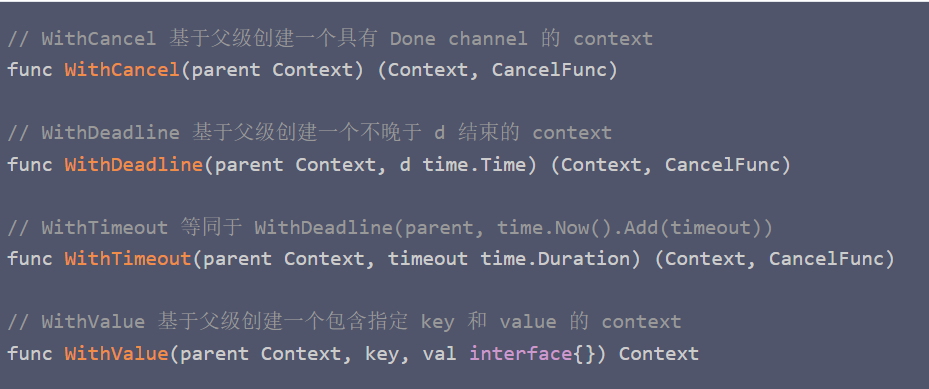 // WithCancel 基于父级创建一个具有 Done channel 的 context
func WithCancel(parent Context) (Context, CancelFunc)
// WithDeadline 基于父级创建一个不晚于 d 结束的 context
func WithDeadline(parent Context, d time.Time) (Context, CancelFunc)
// WithTimeout 等同于 WithDeadline(parent, time.Now().Add(timeout))
func WithTimeout(parent Context, timeout time.Duration) (Context, CancelFunc)
// WithValue 基于父级创建一个包含指定 key 和 value 的 context
func WithValue(parent Context, key, val interface{}) Context